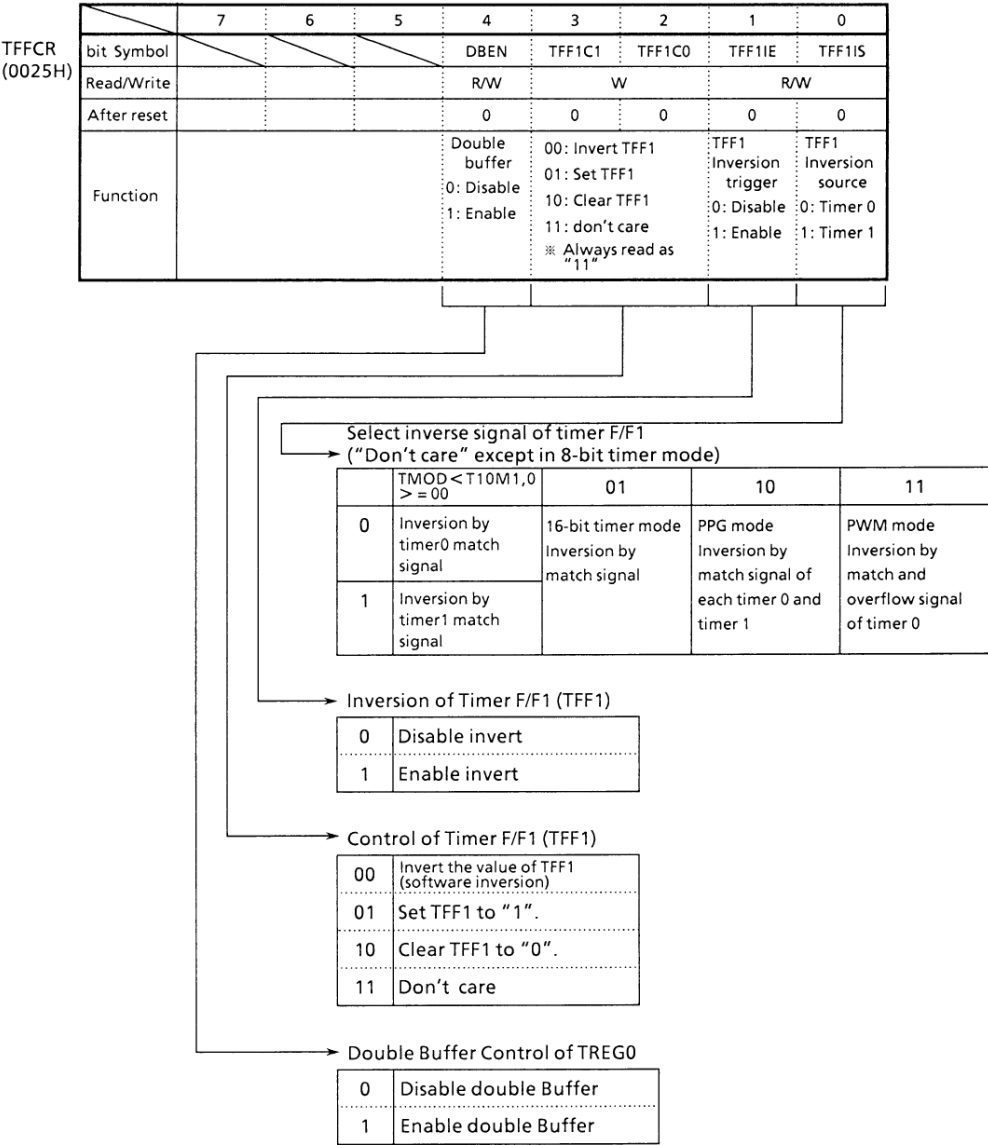 7 6 5 4 3 2 1 0
TFFCR
(0025H)
bit Symbol DBEN TFF1C1 TFF1C0 TFF1IE TFF1IS
Read/Write R/W W R/W
After reset 0 0 0 0 0
Function
Double
buffer
0: Disable
1: Enable
00: Invert TFF1
01: Set TFF1
10: Clear TFF1
11: don't care
※ Always read as
"11"
TFF1
Inversion
trigger
0: Disable
1: Enable
TFF1
Inversion
source
0: Timer 0
1: Timer 1
Select inverse signal of timer F/F1
("Don't care" except in 8-bit timer mode)
TMOD<T10M1,0
>=00
01
10
11
0
Inversion by
timer0 match
signal
1
Inversion by
timer1 match
signal
16-bit timer mode
Inversion by
match signal
PPG mode
Inversion by
match signal of
each timer 0 and
timer 1
PWM mode
Inversion by
match and
overflow signal
of timer 0
Inversion of Timer F/F1 (TFF1)
0 Disable invert
1 Enable invert
Control of Timer F/F1 (TFF1)
00 Invert the value of TFF1
(software inversion)
01 Set TFF1 to "1".
10 Clear TFF1 to "0".
11 Don't care
Double Buffer Control of TREG0
0 Disable double Buffer
1 Enable double Buffer